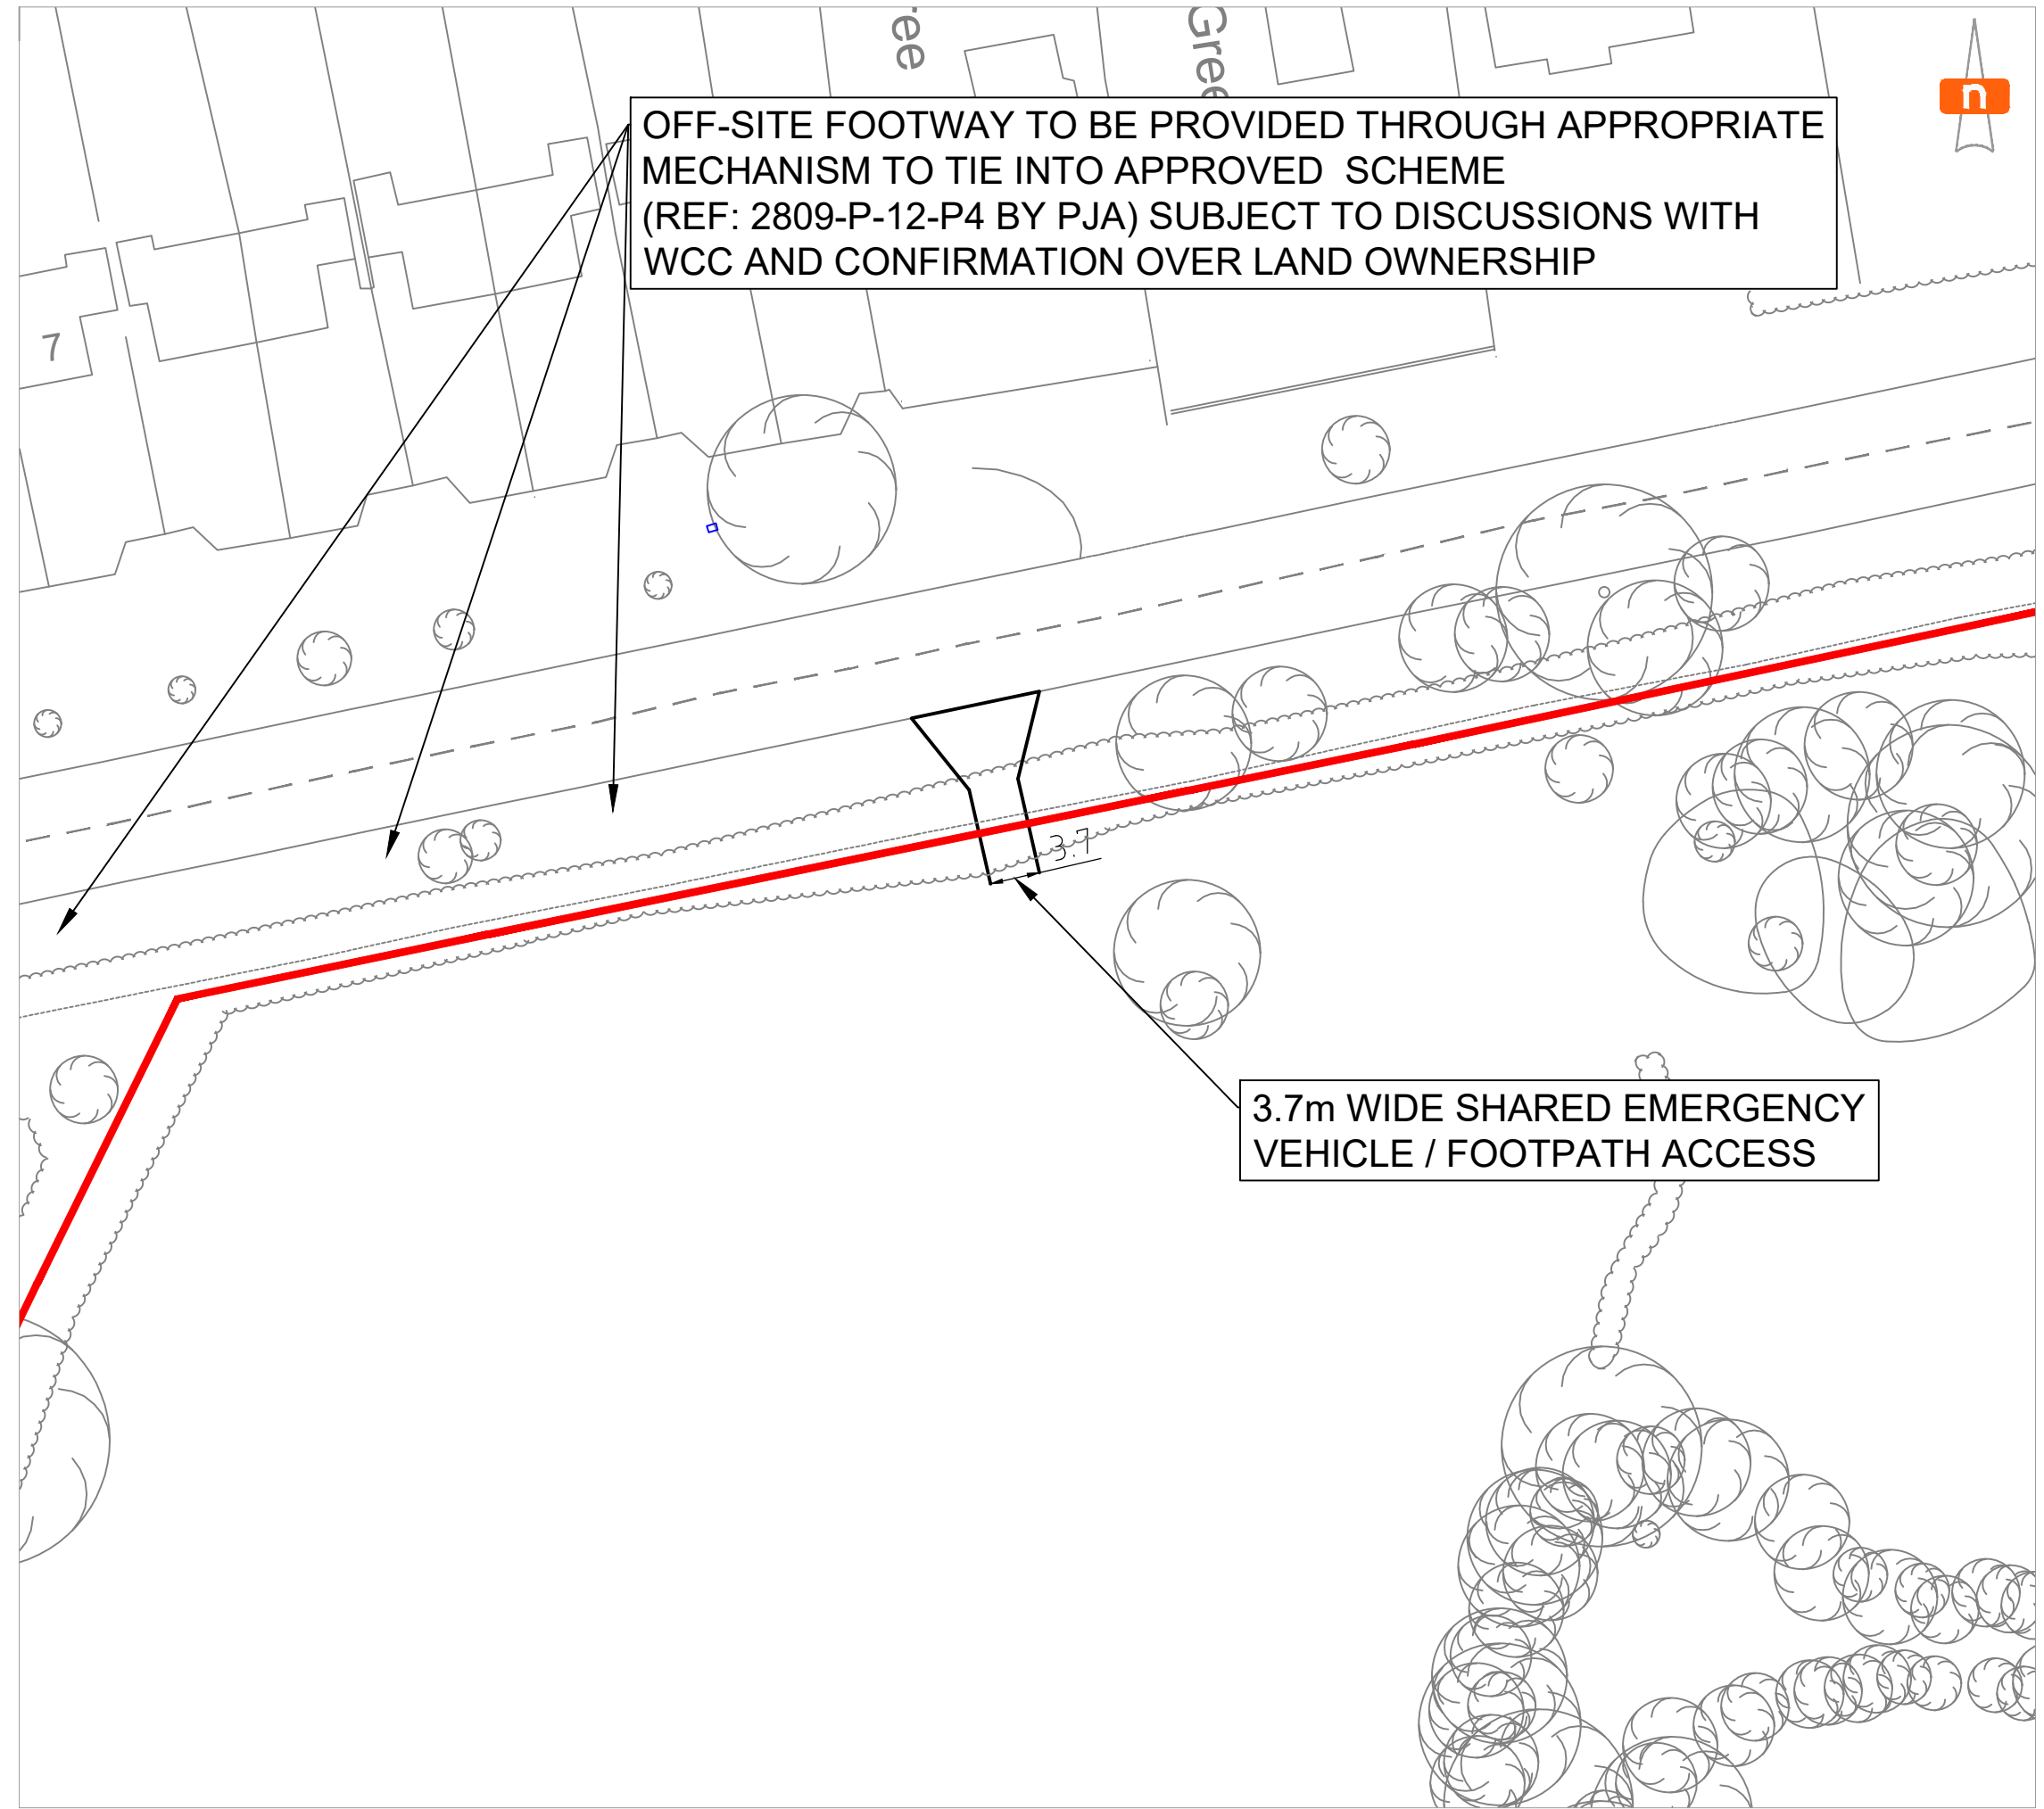 ree
Gree
n
OFF-SITE FOOTWAY TO BE PROVIDED THROUGH APPROPRIATE
MECHANISM TO TIE INTO APPROVED SCHEME
(REF: 2809-P-12-P4 BY PJA) SUBJECT TO DISCUSSIONS WITH
WCC AND CONFIRMATION OVER LAND OWNERSHIP
7
3.7
3.7m WIDE SHARED EMERGENCY
VEHICLE / FOOTPATH ACCESS